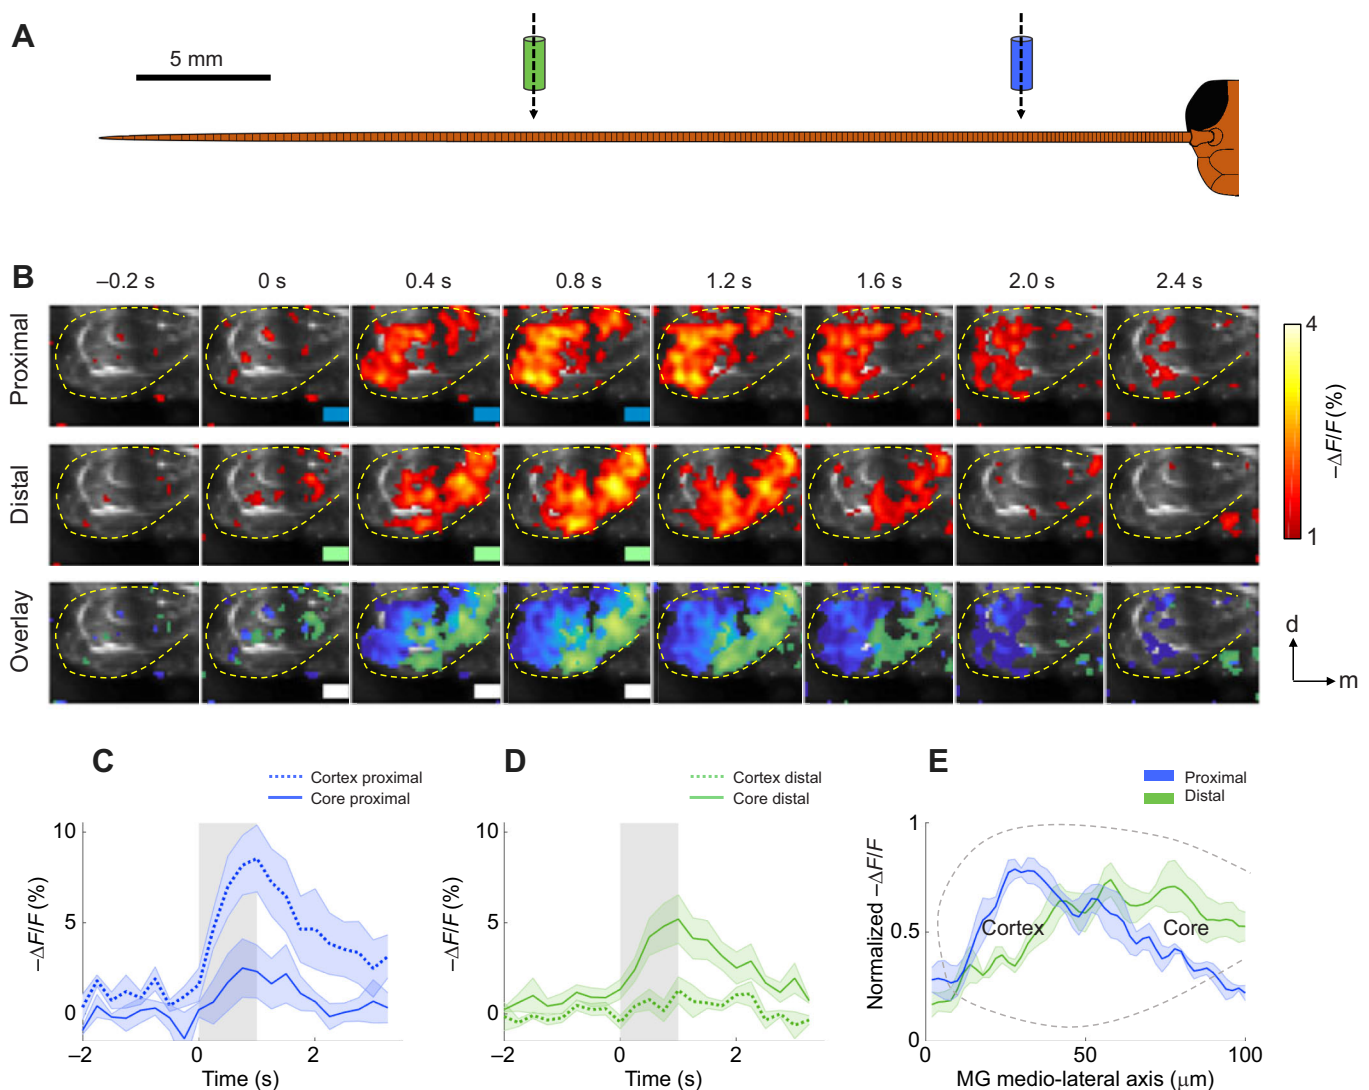 A
5 mm
B
–0.2 s 0 s 0.4 s 0.8 s 1.2 s 1.6 s 2.0 s 2.4 s
Proximal
Distal
Overlay
4
–ΔF/F (%)
1
d
m
C
Cortex proximal
Core proximal
10
5
0
–ΔF/F (%)
–2 0 2
Time (s)
D
Cortex distal
Core distal
10
5
0
–ΔF/F (%)
–2 0 2
Time (s)
E
Proximal
Distal
1
0.5
0
Normalized –ΔF/F
Cortex Core
0 50 100
MG medio-lateral axis (μm)